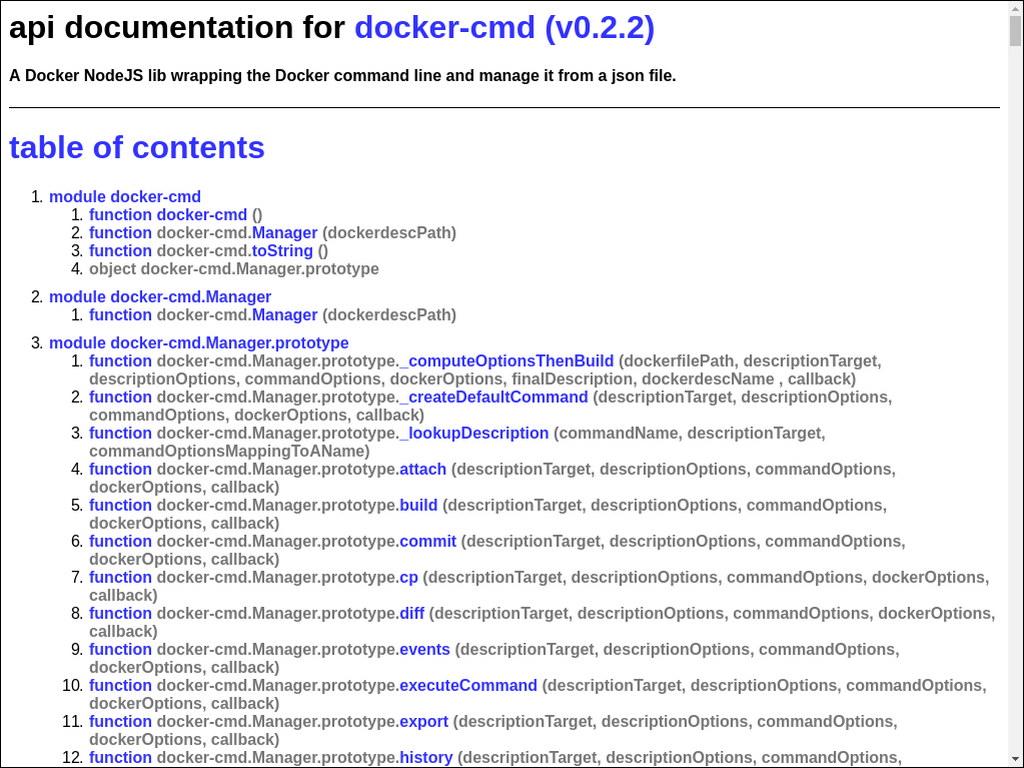 api documentation for docker-cmd (v0.2.2)
A Docker NodeJS lib wrapping the Docker command line and manage it from a json file.
table of contents
1. module docker-cmd
1. function docker-cmd ()
2. function docker-cmd.Manager (dockerdescPath)
3. function docker-cmd.toString ()
4. object docker-cmd.Manager.prototype
2. module docker-cmd.Manager
1. function docker-cmd.Manager (dockerdescPath)
3. module docker-cmd.Manager.prototype
1. function docker-cmd.Manager.prototype._computeOptionsThenBuild (dockerfilePath, descriptionTarget,
descriptionOptions, commandOptions, dockerOptions, finalDescription, dockerdescName , callback)
2. function docker-cmd.Manager.prototype._createDefaultCommand (descriptionTarget, descriptionOptions,
commandOptions, dockerOptions, callback)
3. function docker-cmd.Manager.prototype._lookupDescription (commandName, descriptionTarget,
commandOptionsMappingToAName)
4. function docker-cmd.Manager.prototype.attach (descriptionTarget, descriptionOptions, commandOptions,
dockerOptions, callback)
5. function docker-cmd.Manager.prototype.build (descriptionTarget, descriptionOptions, commandOptions,
dockerOptions, callback)
6. function docker-cmd.Manager.prototype.commit (descriptionTarget, descriptionOptions, commandOptions,
dockerOptions, callback)
7. function docker-cmd.Manager.prototype.cp (descriptionTarget, descriptionOptions, commandOptions, dockerOptions,
callback)
8. function docker-cmd.Manager.prototype.diff (descriptionTarget, descriptionOptions, commandOptions, dockerOptions,
callback)
9. function docker-cmd.Manager.prototype.events (descriptionTarget, descriptionOptions, commandOptions,
dockerOptions, callback)
10. function docker-cmd.Manager.prototype.executeCommand (descriptionTarget, descriptionOptions, commandOptions,
dockerOptions, callback)
11. function docker-cmd.Manager.prototype.export (descriptionTarget, descriptionOptions, commandOptions,
dockerOptions, callback)
12. function docker-cmd.Manager.prototype.history (descriptionTarget, descriptionOptions, commandOptions,